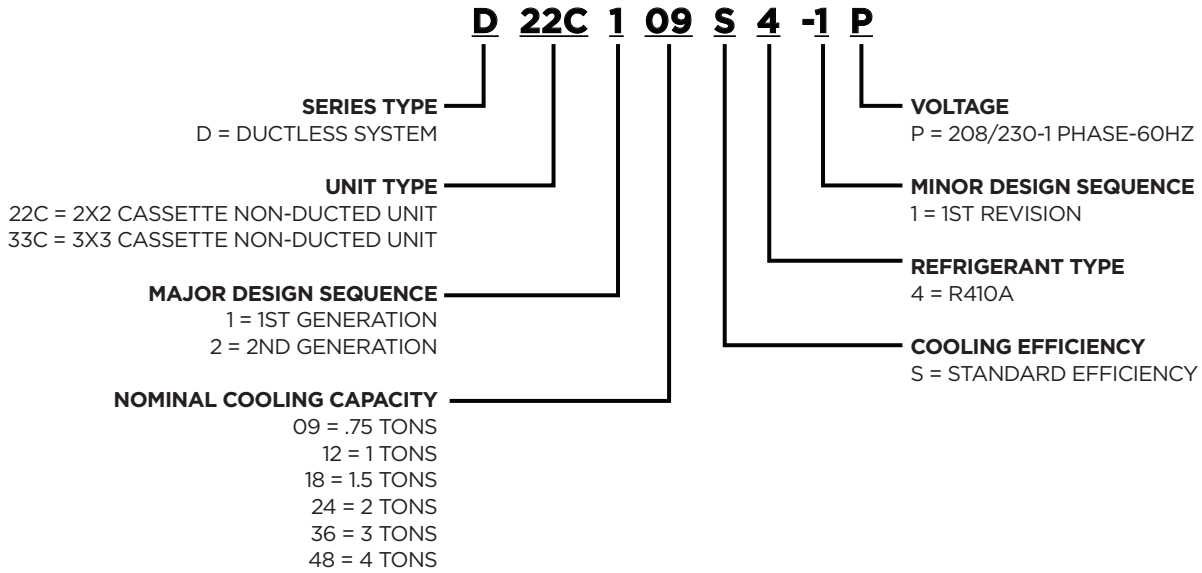 D 22C 1 09 S 4 -1 P
SERIES TYPE
D = DUCTLESS SYSTEM
UNIT TYPE
22C = 2X2 CASSETTE NON-DUCTED UNIT
33C = 3X3 CASSETTE NON-DUCTED UNIT
MAJOR DESIGN SEQUENCE
1 = 1ST GENERATION
2 = 2ND GENERATION
NOMINAL COOLING CAPACITY
09 = .75 TONS
12 = 1 TONS
18 = 1.5 TONS
24 = 2 TONS
36 = 3 TONS
48 = 4 TONS
VOLTAGE
P = 208/230-1 PHASE-60HZ
MINOR DESIGN SEQUENCE
1 = 1ST REVISION
REFRIGERANT TYPE
4 = R410A
COOLING EFFICIENCY
S = STANDARD EFFICIENCY